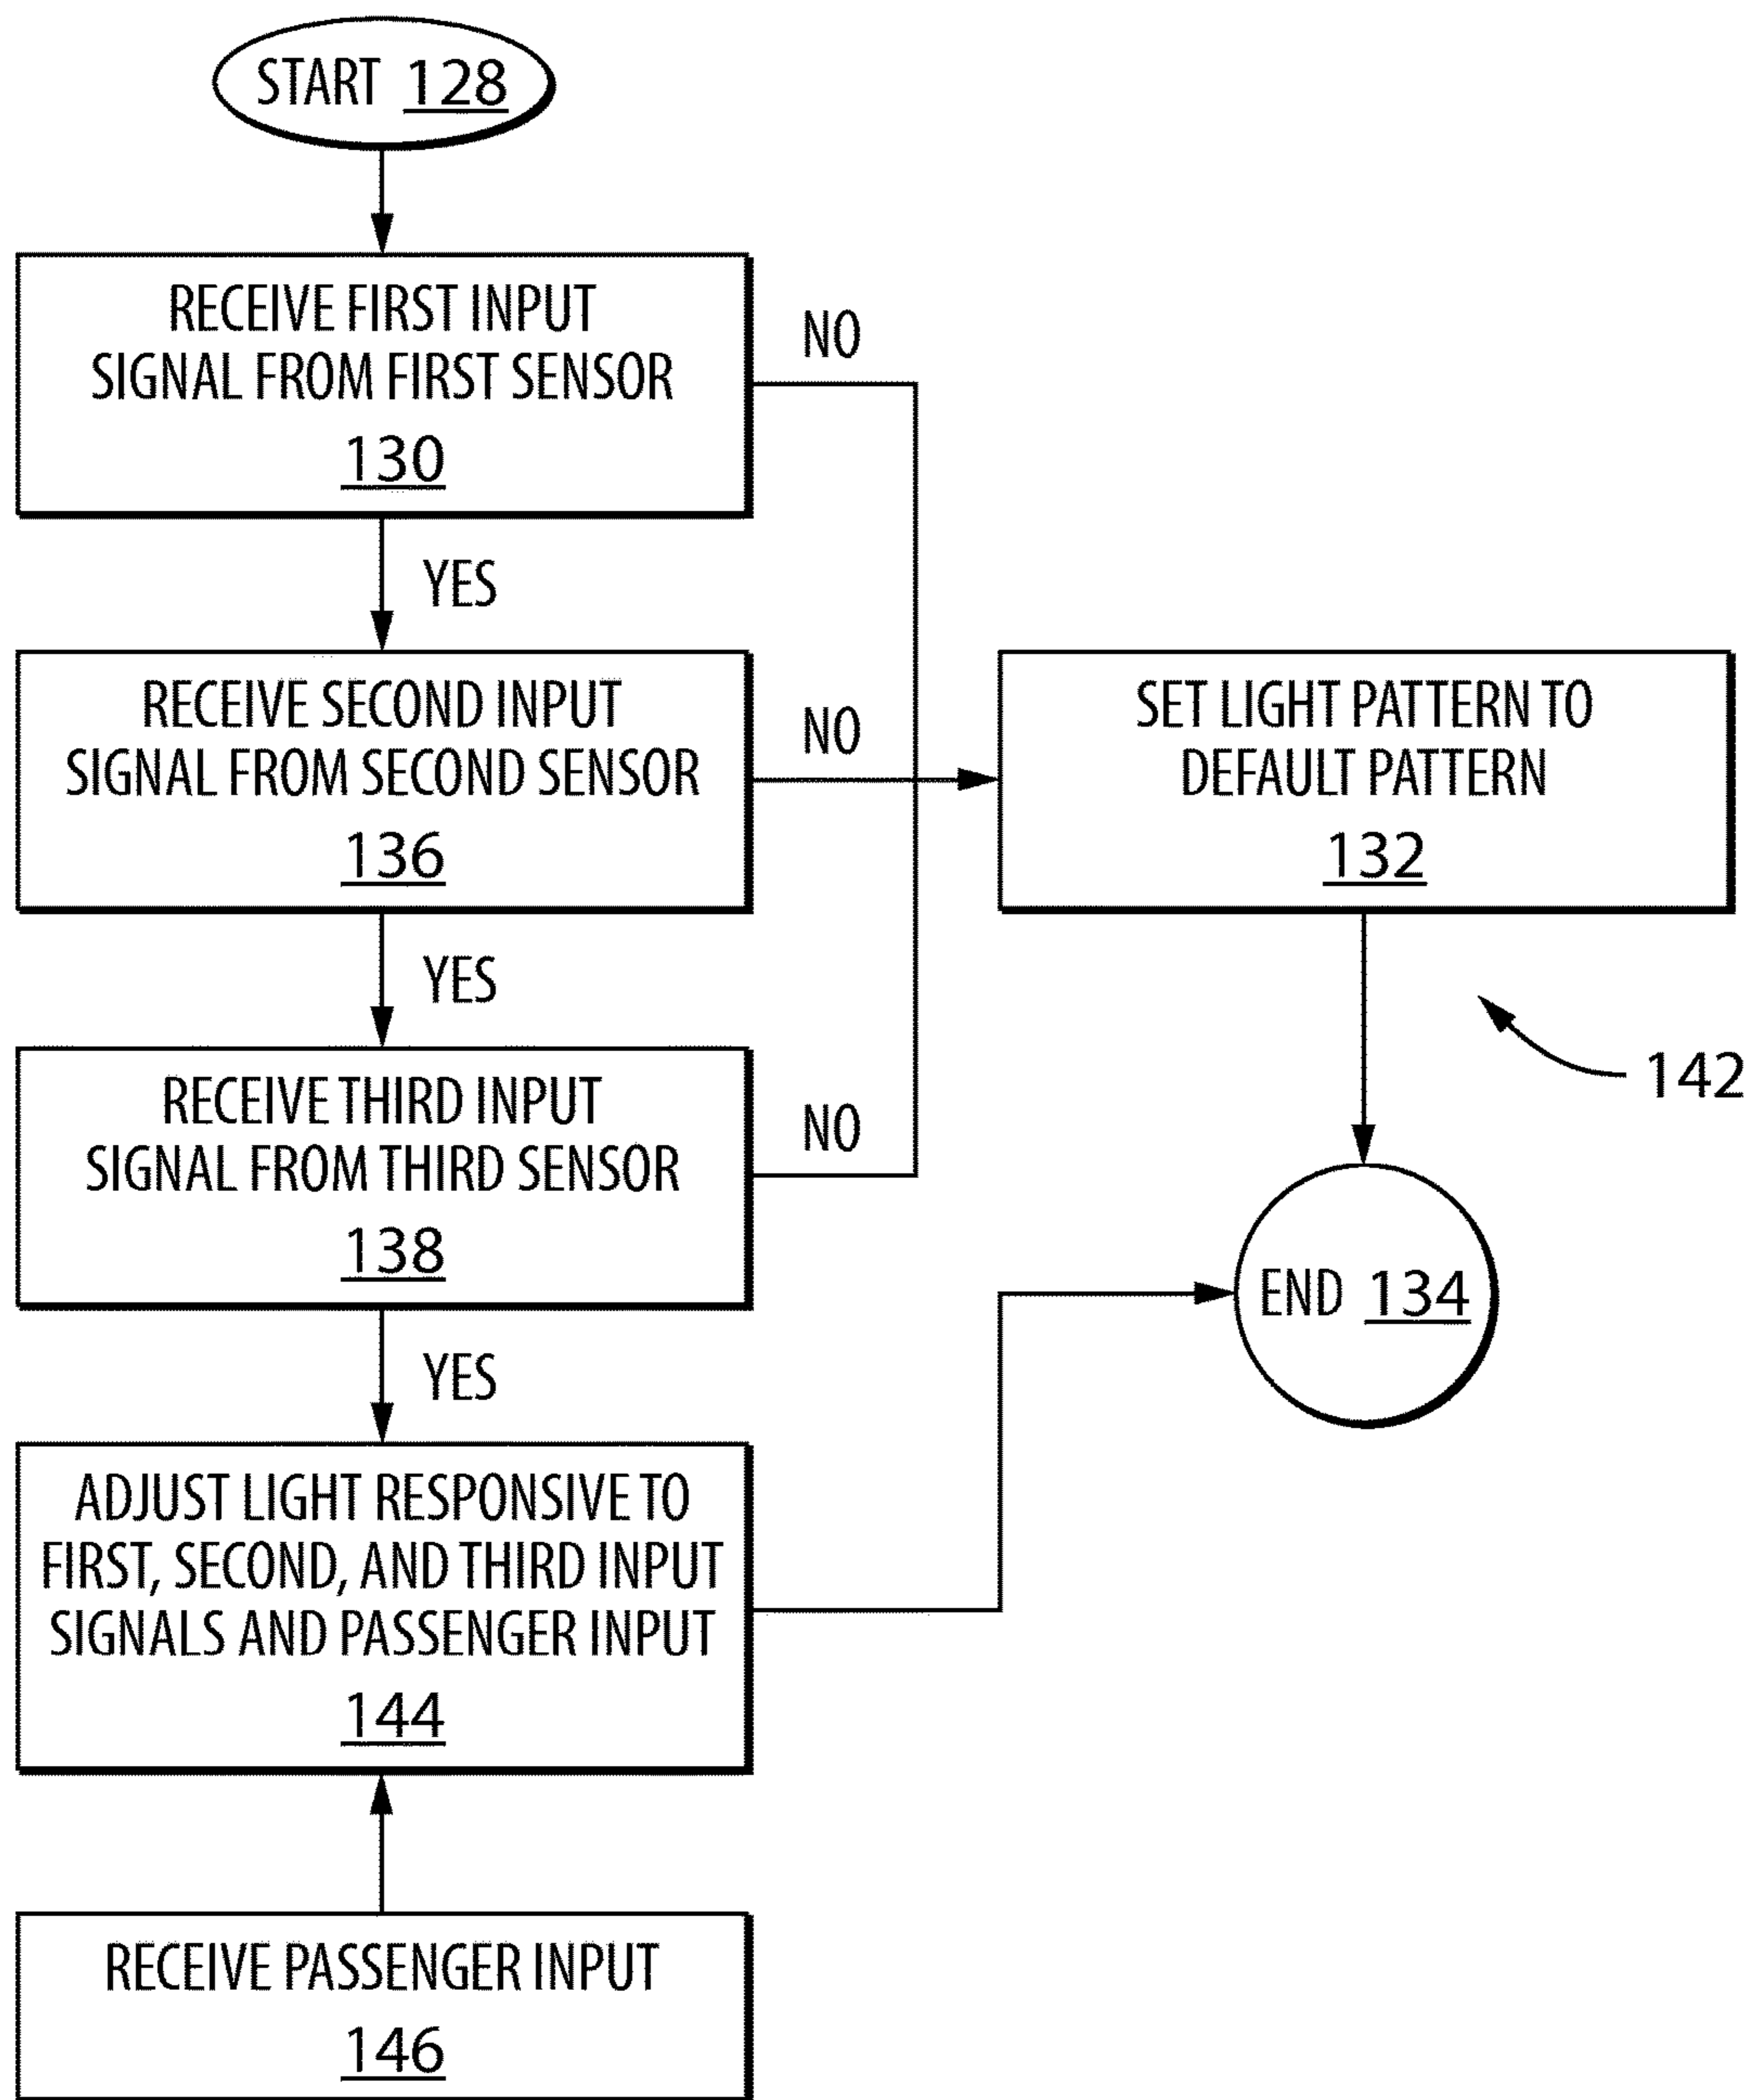 START 128
RECEIVE FIRST INPUT
SIGNAL FROM FIRST SENSOR
130
NO
YES
RECEIVE SECOND INPUT
SIGNAL FROM SECOND SENSOR
136
NO
SET LIGHT PATTERN TO
DEFAULT PATTERN
132
YES
142
RECEIVE THIRD INPUT
SIGNAL FROM THIRD SENSOR
138
NO
END 134
YES
ADJUST LIGHT RESPONSIVE TO
FIRST, SECOND, AND THIRD INPUT
SIGNALS AND PASSENGER INPUT
144
RECEIVE PASSENGER INPUT
146